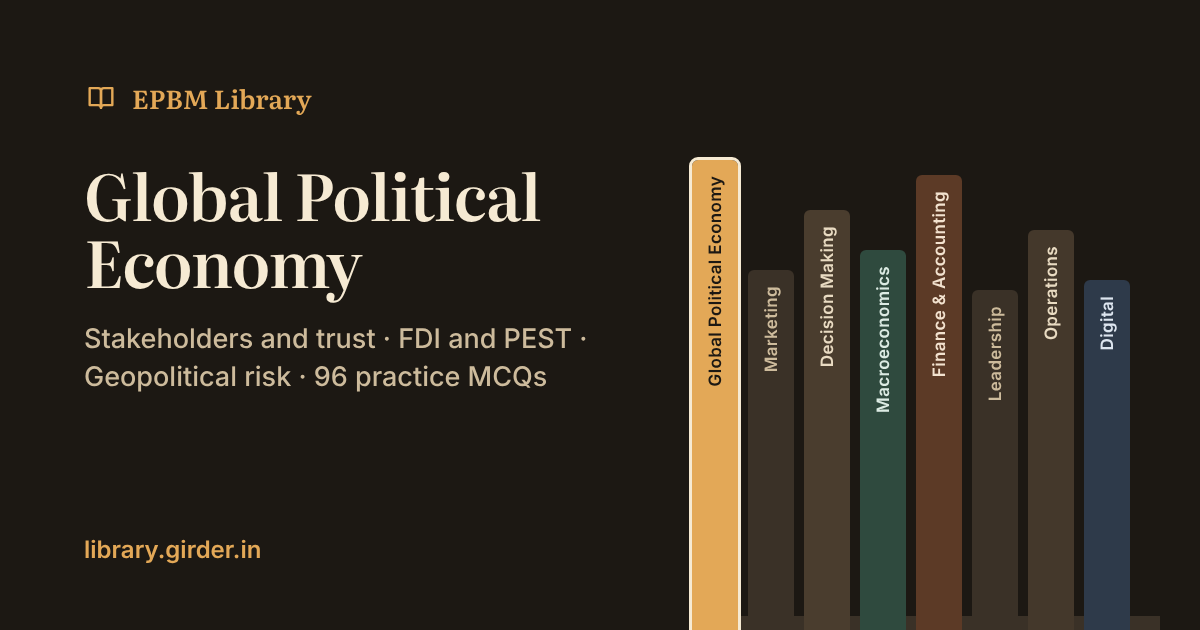 EPBM Library
Global Political
Economy
Stakeholders and trust · FDI and PEST ·
Geopolitical risk · 96 practice MCQs
library.girder.in
Global Political Economy
Marketing
Decision Making
Macroeconomics
Finance & Accounting
Leadership
Operations
Digital